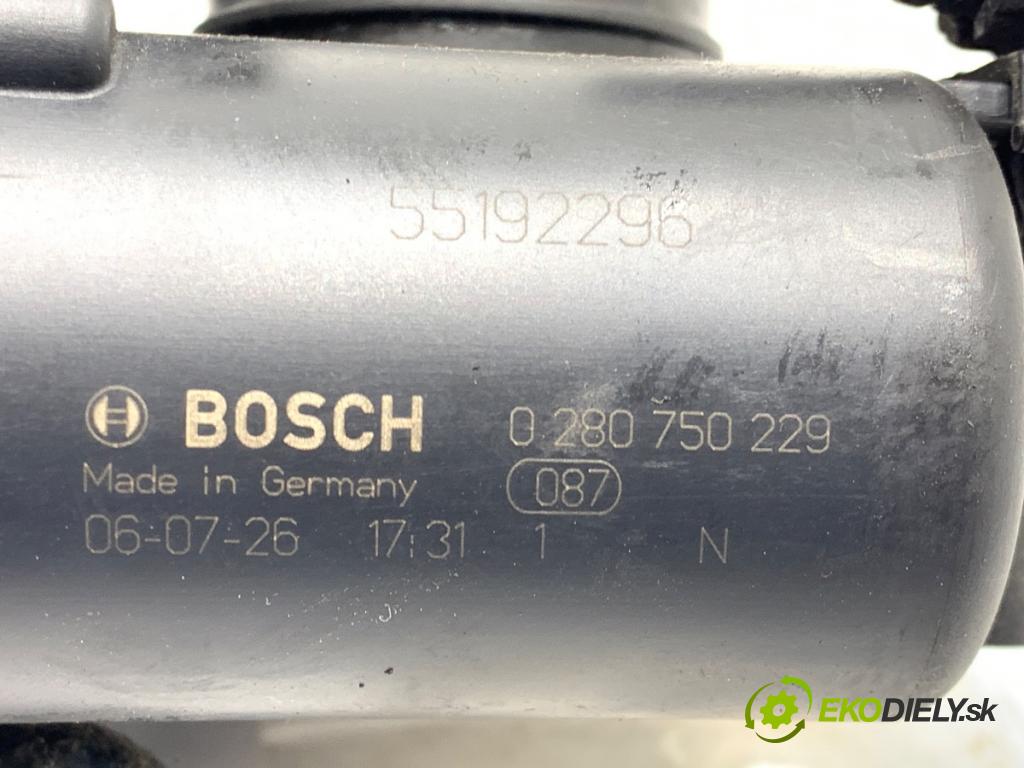 55192296
BOSCH 0 280 750 229
Made in Germany 087
06-07-26 17:31 1 N
EKODIELY.sk